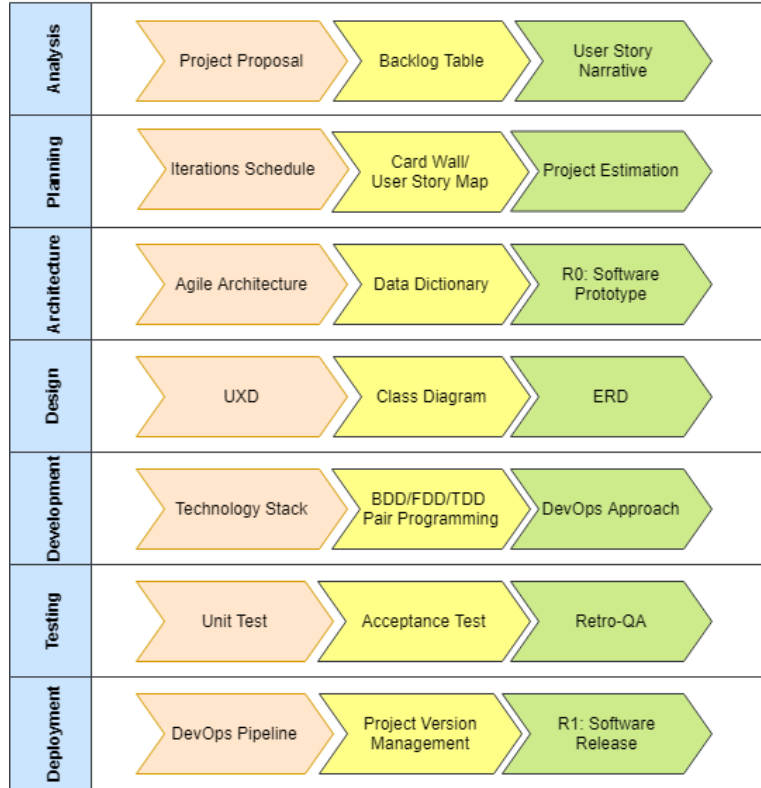 Analysis
Project Proposal
Backlog Table
User Story
Narrative
Planning
Iterations Schedule
Card Wall/
User Story Map
Project Estimation
Architecture
Agile Architecture
Data Dictionary
R0: Software
Prototype
Design
UXD
Class Diagram
ERD
Development
Technology Stack
BDD/FDD/TDD
Pair Programming
DevOps Approach
Testing
Unit Test
Acceptance Test
Retro-QA
Deployment
DevOps Pipeline
Project Version
Management
R1: Software
Release